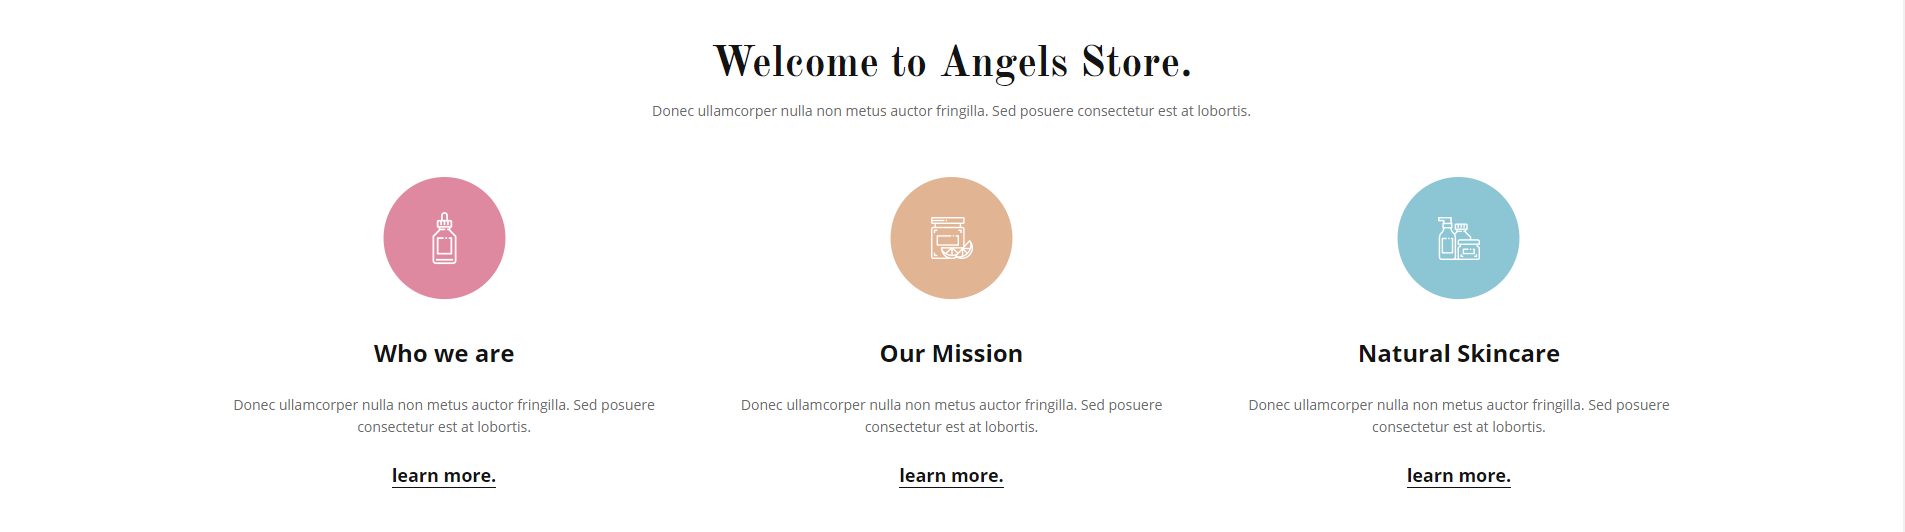 Welcome to Angels Store.
Donec ullamcorper nulla non metus auctor fringilla. Sed posuere consectetur est at lobortis.
Who we are
Donec ullamcorper nulla non metus auctor fringilla. Sed posuere
consectetur est at lobortis.
learn more.
Our Mission
Donec ullamcorper nulla non metus auctor fringilla. Sed posuere
consectetur est at lobortis.
learn more.
Natural Skincare
Donec ullamcorper nulla non metus auctor fringilla. Sed posuere
consectetur est at lobortis.
learn more.